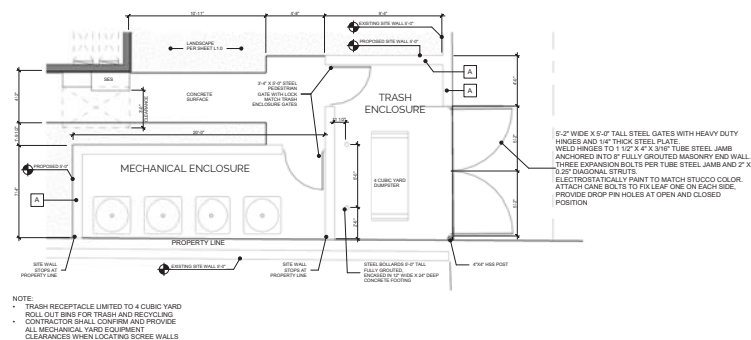 10'-11"
5'-8"
8'-4"
EXISTING SITE WALL 5'-0"
PROPOSED SITE WALL 5'-0"
LANDSCAPE
PER SHEET L1.0
SES
A
A
3'-4" X 5'-0" STEEL
PEDESTRIAN
GATE WITH LOCK
MATCH TRASH
ENCLOSURE GATES
CONCRETE
SURFACE
CLEARANCE
TRASH
ENCLOSURE
20'-0"
5'-2" WIDE X 5'-0" TALL STEEL GATES WITH HEAVY DUTY
HINGES AND 1/4" THICK STEEL PLATE.
WELD HINGES TO 1 1/2" X 4" X 3/16" TUBE STEEL JAMB
ANCHORED INTO 8" FULLY GROUTED MASONRY END WALL.
THREE EXPANSION BOLTS PER TUBE STEEL JAMB AND 2" X
0.25" DIAGONAL STRUTS.
ELECTROSTATICALLY PAINT TO MATCH STUCCO COLOR.
ATTACH CANE BOLTS TO FIX LEAF ONE ON EACH SIDE,
PROVIDE DROP PIN HOLES AT OPEN AND CLOSED
POSITION
PROPOSED 5'-0"
MECHANICAL ENCLOSURE
4 CUBIC YARD
DUMPSTER
A
PROPERTY LINE
SITE WALL
STOPS AT
PROPERTY LINE
EXISTING SITE WALL
SITE WALL
STOPS AT
PROPERTY LINE
STEEL BOLLARDS 5'-0" TALL
FULLY GROUTED,
ENCASED IN 12" WIDE X 24" DEEP
CONCRETE FOOTING
4"X4" HSS POST
NOTE:
• TRASH RECEPTACLE LIMITED TO 4 CUBIC YARD
ROLL OUT BINS FOR TRASH AND RECYCLING
• CONTRACTOR SHALL CONFIRM AND PROVIDE
ALL MECHANICAL YARD EQUIPMENT
CLEARANCES WHEN LOCATING SCREE WALLS